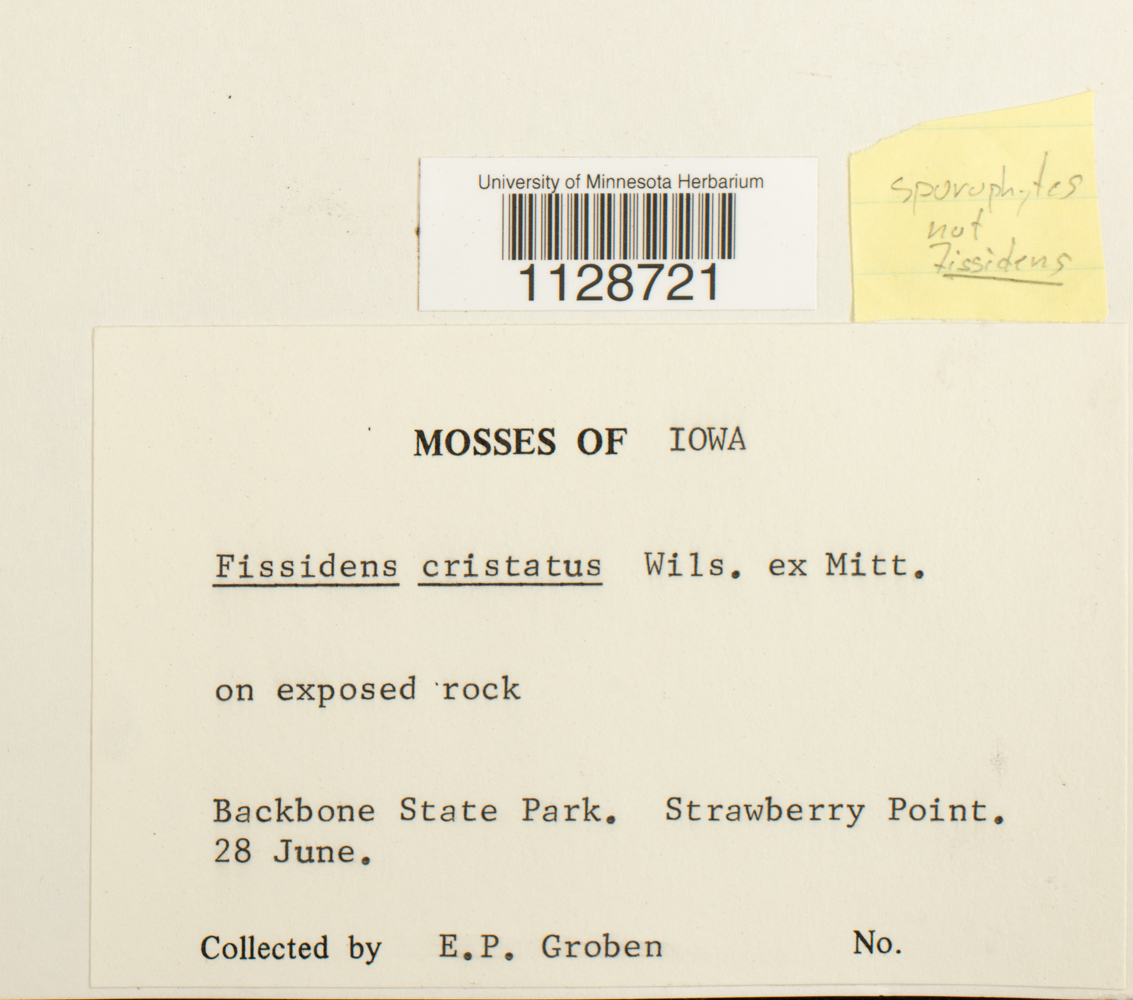 University of Minnesota Herbarium
1128721
sporophytes
not
Fissidens
MOSSES OF IOWA
Fissidens cristatus Wils. ex Mitt.
on exposed rock
Backbone State Park. Strawberry Point.
28 June.
Collected by E.P. Groben No.